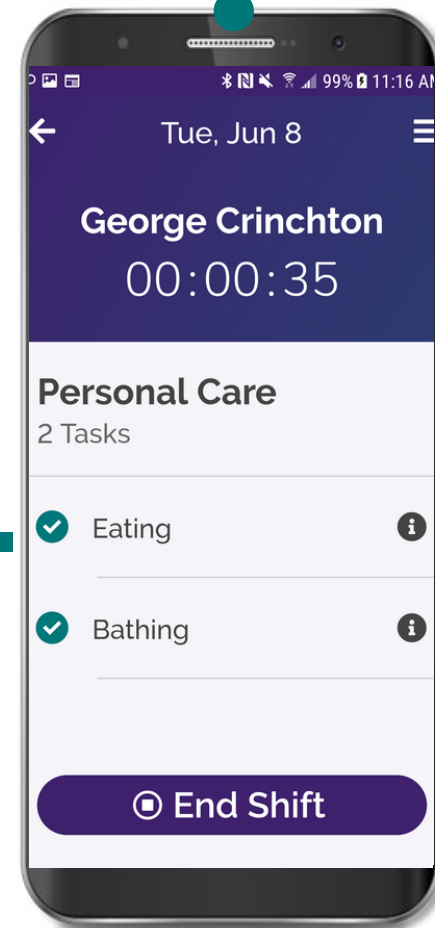 99% 11:16 AM
Tue, Jun 8
George Crinchton
00:00:35
Personal Care
2 Tasks
Eating
Bathing
End Shift